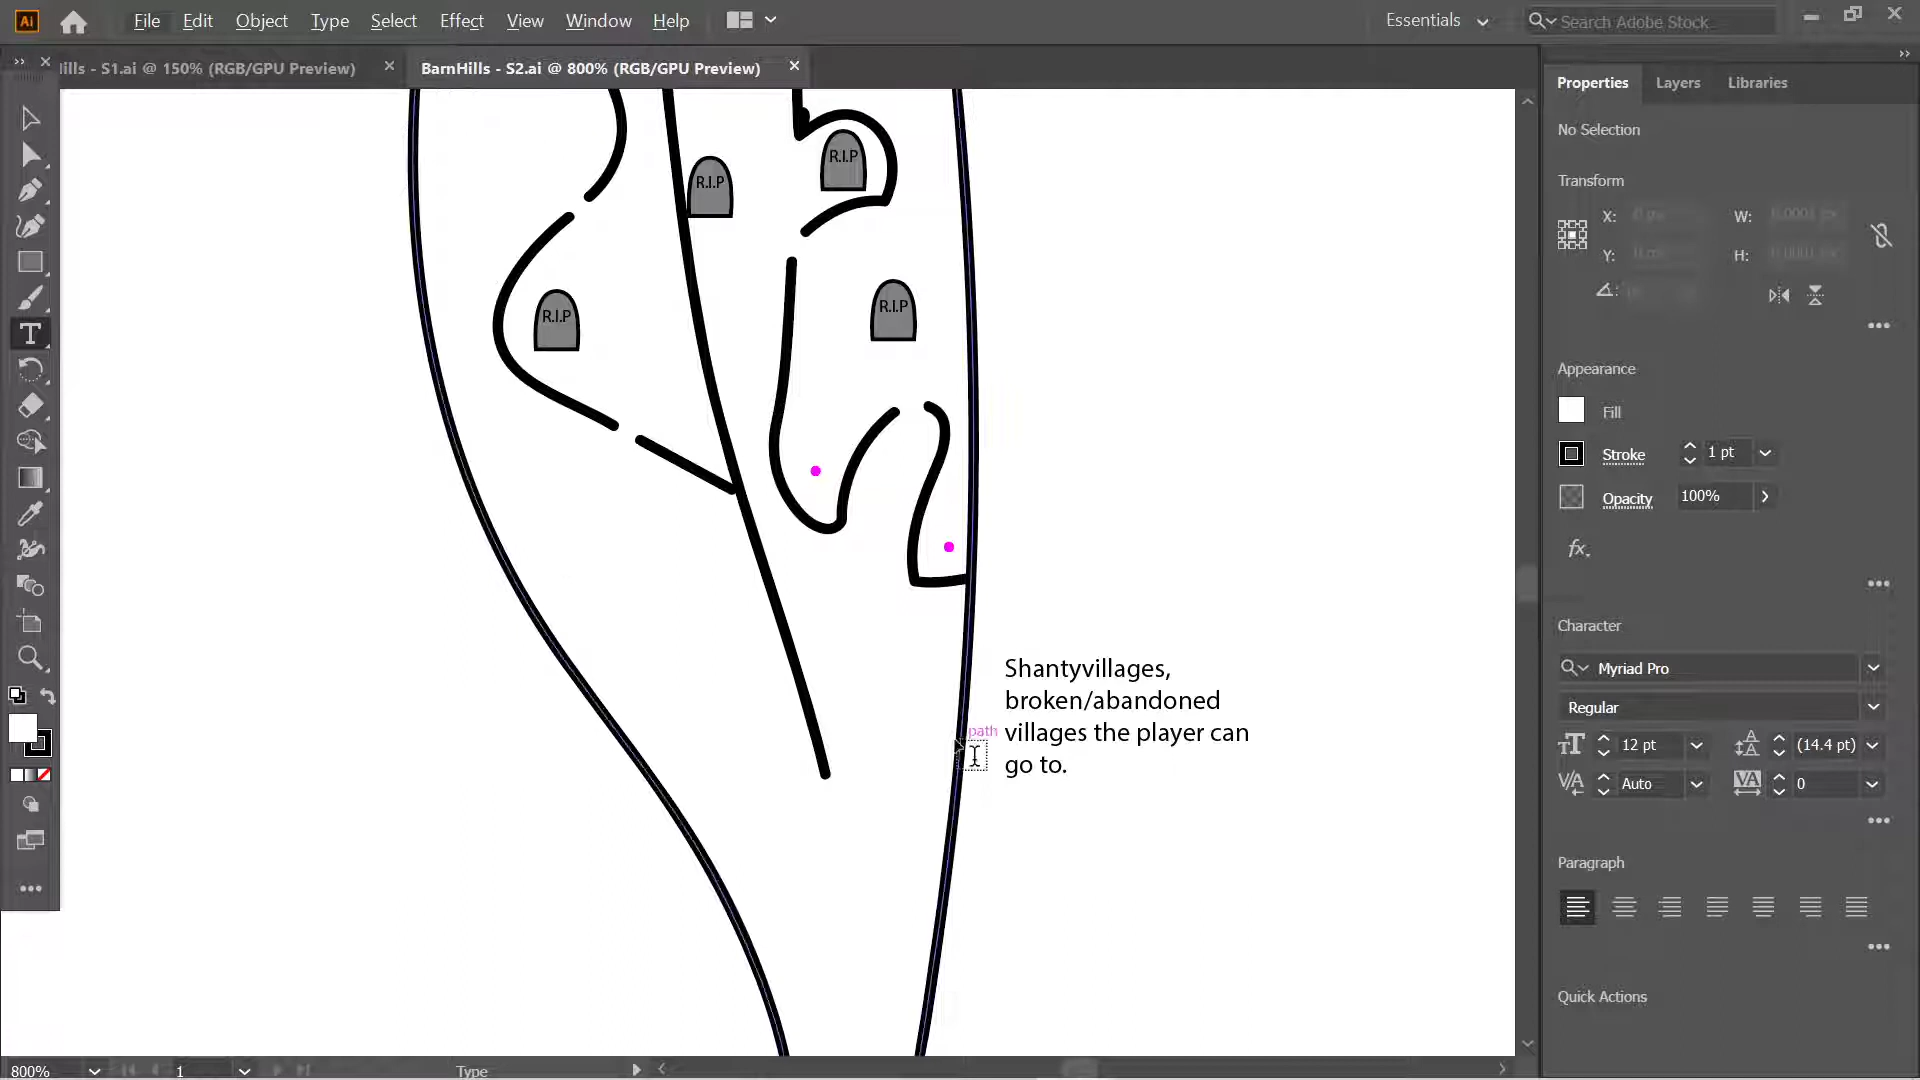 File Edit Object Type Select Effect View Window Help
Essentials
Search Adobe Stock
ills - S1.ai @ 150% (RGB/GPU Preview)
BarnHills - S2.ai @ 800% (RGB/GPU Preview)
Properties Layers Libraries
No Selection
Transform
X: W:
Y: H:
Appearance
Fill
Stroke 1 pt
Opacity 100%
fx.
Character
Myriad Pro
Regular
12 pt (14.4 pt)
Auto 0
Paragraph
Quick Actions
R.I.P
R.I.P
R.I.P
R.I.P
Shantyvillages,
broken/abandoned
villages the player can
go to.
path
800% 1 Type